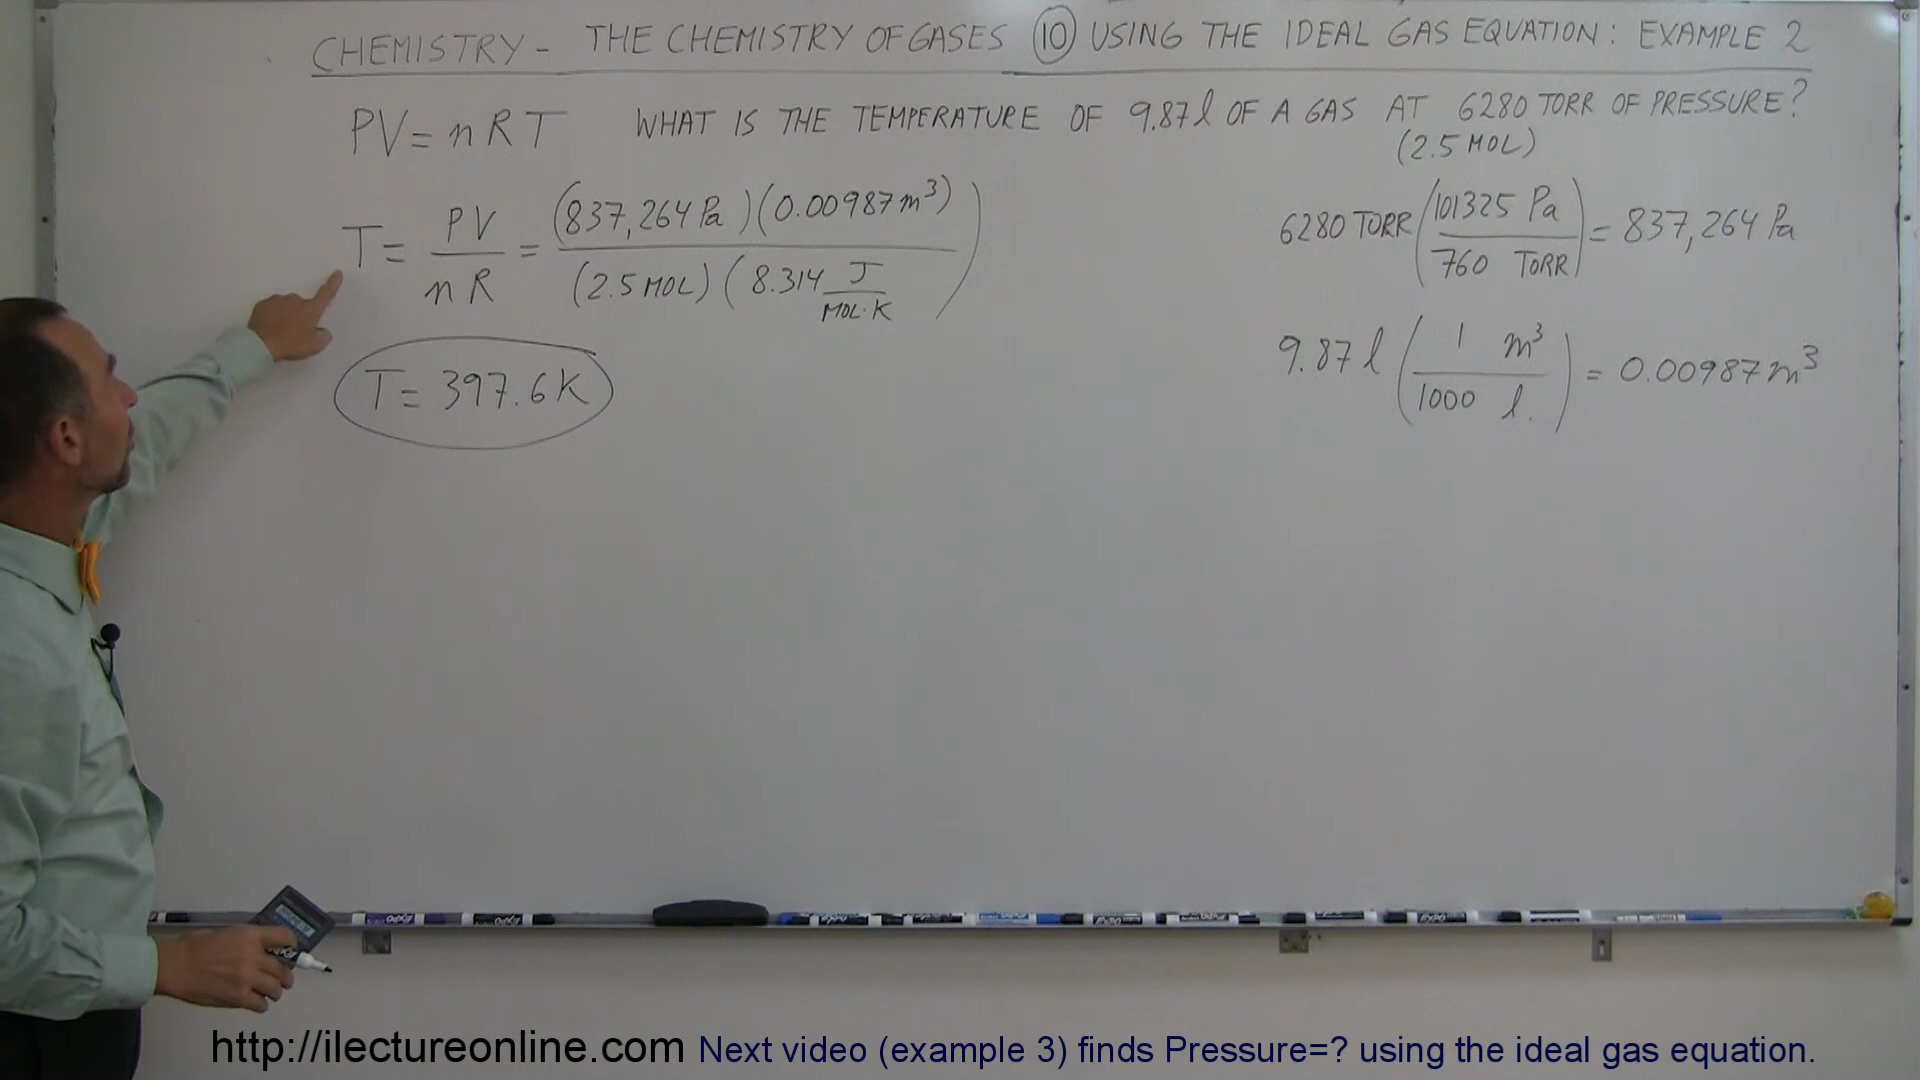 CHEMISTRY - THE CHEMISTRY OF GASES ⑩ USING THE IDEAL GAS EQUATION: EXAMPLE 2
PV = nRT WHAT IS THE TEMPERATURE OF 9.87 l OF A GAS AT 6280 TORR OF PRESSURE?
(2.5 MOL)
T = PV / nR = (837,264 Pa)(0.00987 m³) / (2.5 MOL)(8.314 J / MOL·K)
T = 397.6 K
6280 TORR (101325 Pa / 760 TORR) = 837,264 Pa
9.87 l (1 m³ / 1000 l.) = 0.00987 m³
http://ilectureonline.com Next video (example 3) finds Pressure=? using the ideal gas equation.